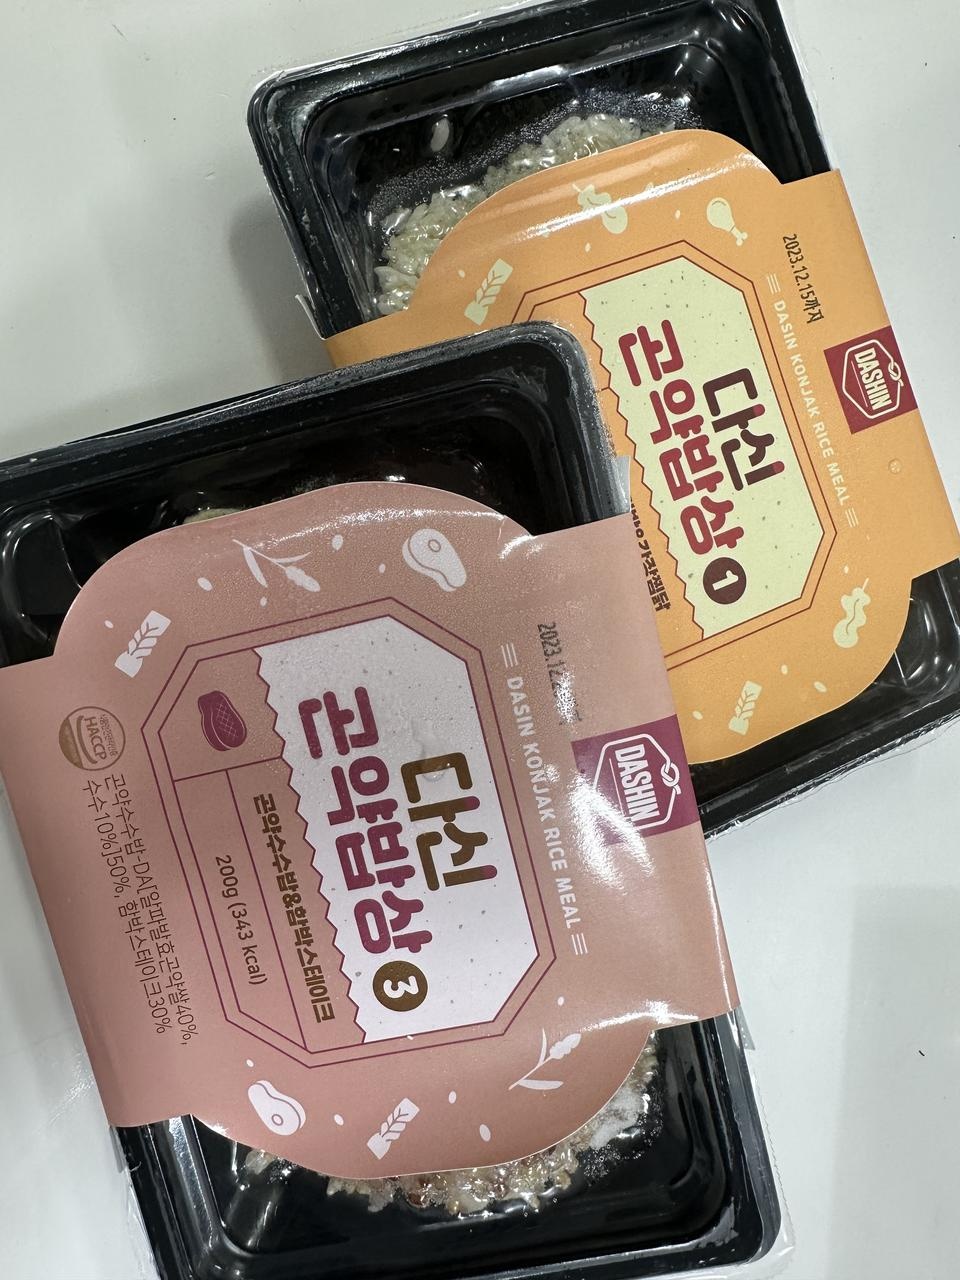 2023.12.15까지
DASHIN
DASIN KONJAK RICE MEAL
다신
곤약밥상 1
2023.12
DASHIN
DASIN KONJAK RICE MEAL
다신
곤약밥상 3
곤약수수밥&함박스테이크
200g (343 kcal)
HACCP
곤약수수밥-DA[알파발효곤약쌀40%,
수수10%]50%, 함박스테이크30%